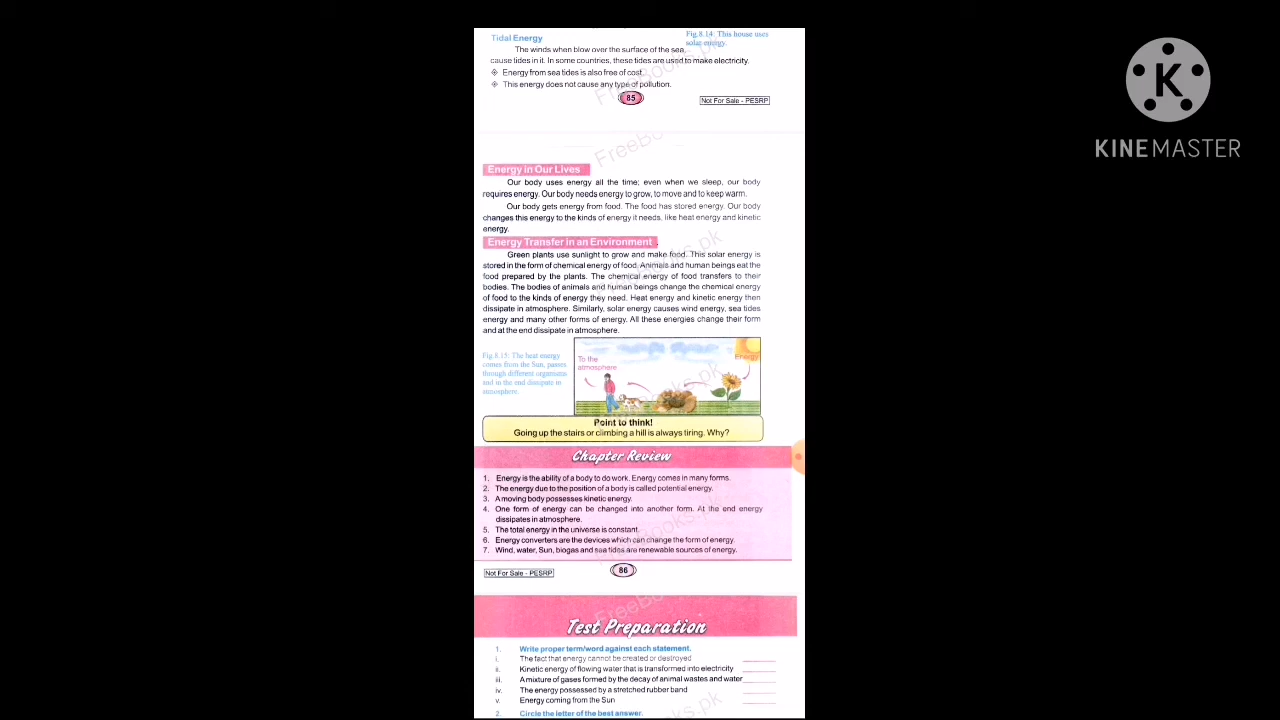 Tidal Energy
Fig.8.14: This house uses
solar energy.
The winds when blow over the surface of the sea,
cause tides in it. In some countries, these tides are used to make electricity.
❖ Energy from sea tides is also free of cost.
❖ This energy does not cause any type of pollution.
85
Not For Sale - PESRP
Energy in Our Lives
Our body uses energy all the time; even when we sleep, our body
requires energy. Our body needs energy to grow, to move and to keep warm.
Our body gets energy from food. The food has stored energy. Our body
changes this energy to the kinds of energy it needs, like heat energy and kinetic
energy.
Energy Transfer in an Environment
Green plants use sunlight to grow and make food. This solar energy is
stored in the form of chemical energy of food. Animals and human beings eat the
food prepared by the plants. The chemical energy of food transfers to their
bodies. The bodies of animals and human beings change the chemical energy
of food to the kinds of energy they need. Heat energy and kinetic energy then
dissipate in atmosphere. Similarly, solar energy causes wind energy, sea tides
energy and many other forms of energy. All these energies change their form
and at the end dissipate in atmosphere.
Fig.8.15: The heat energy
comes from the Sun, passes
through different organisms
and in the end dissipate in
atmosphere.
To the
atmosphere
Energy
Point to think!
Going up the stairs or climbing a hill is always tiring. Why?
Chapter Review
1. Energy is the ability of a body to do work. Energy comes in many forms.
2. The energy due to the position of a body is called potential energy.
3. A moving body possesses kinetic energy.
4. One form of energy can be changed into another form. At the end energy
dissipates in atmosphere.
5. The total energy in the universe is constant.
6. Energy converters are the devices which can change the form of energy.
7. Wind, water, Sun, biogas and sea tides are renewable sources of energy.
Not For Sale - PESRP
86
Test Preparation
1. Write proper term/word against each statement.
i. The fact that energy cannot be created or destroyed
ii. Kinetic energy of flowing water that is transformed into electricity
iii. A mixture of gases formed by the decay of animal wastes and water
iv. The energy possessed by a stretched rubber band
v. Energy coming from the Sun
2. Circle the letter of the best answer.
FreeBooks.pk
K
KINEMASTER